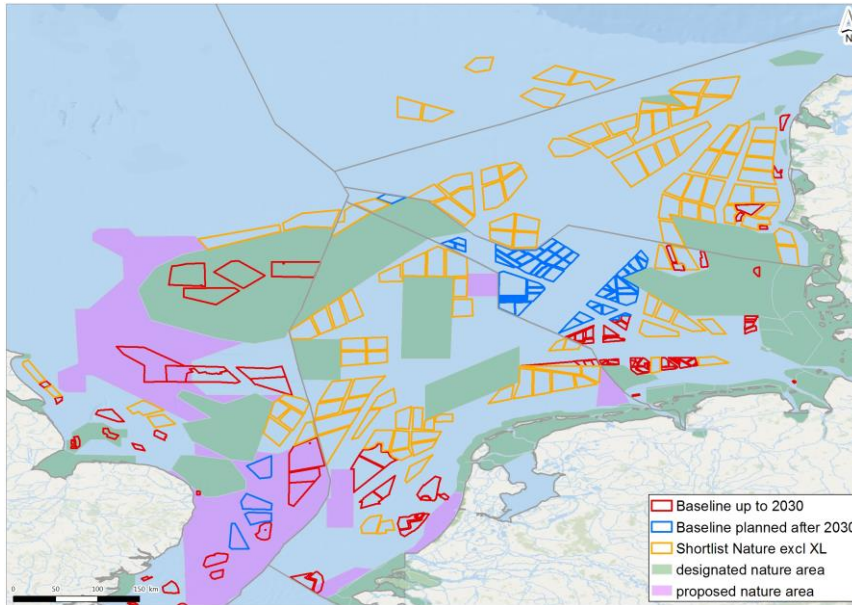 N
Baseline up to 2030
Baseline planned after 2030
Shortlist Nature excl XL
designated nature area
proposed nature area
0 50 100 150 km